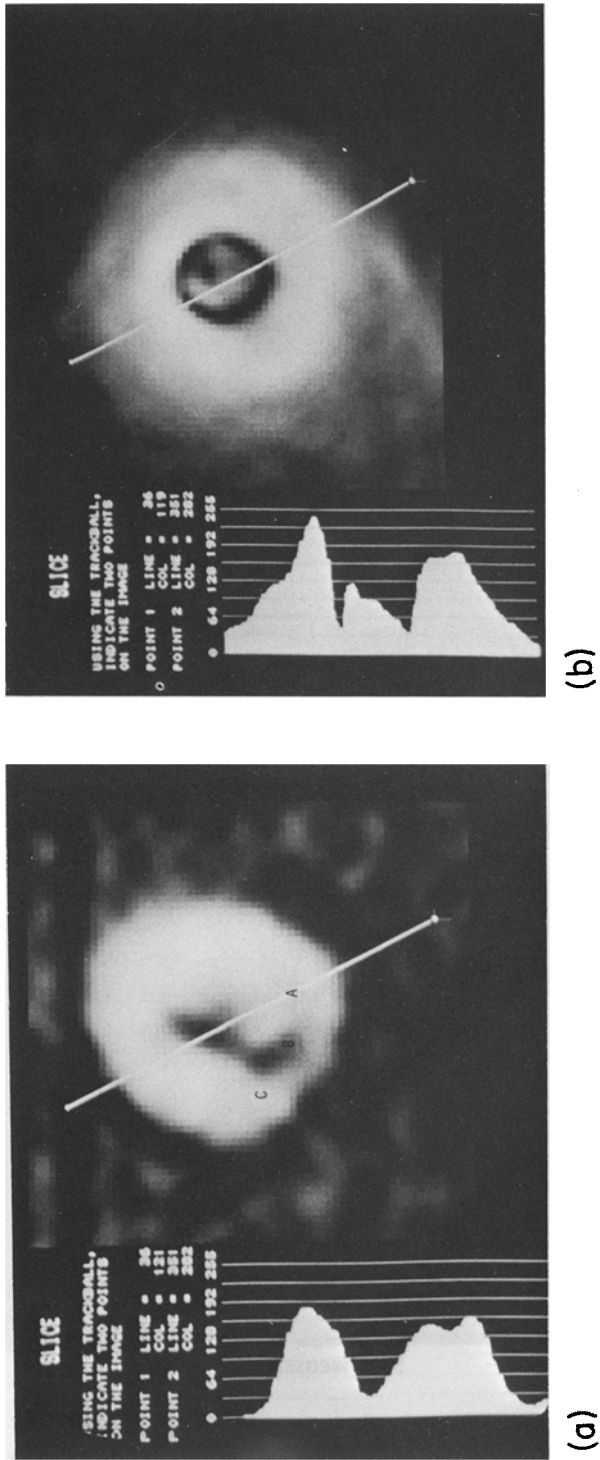 SLICE
USING THE TRACKBALL,
INDICATE TWO POINTS
ON THE IMAGE
POINT 1 LINE = 36
COL = 119
POINT 2 LINE = 351
COL = 282
0 64 128 192 255
(b)
SLICE
SING THE TRACKBALL,
INDICATE TWO POINTS
ON THE IMAGE
POINT 1 LINE = 36
COL = 121
POINT 2 LINE = 351
COL = 282
0 64 128 192 255
A
B
C
(a)